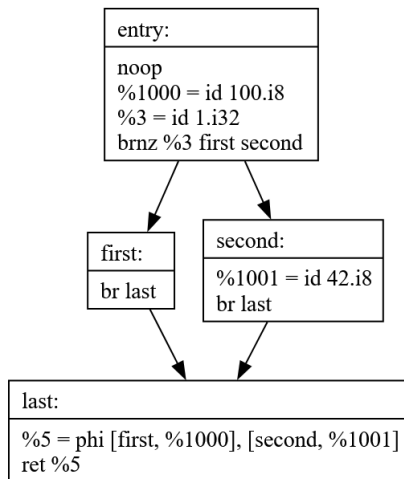 entry:
noop
%1000 = id 100.i8
%3 = id 1.i32
brnz %3 first second
first:
br last
second:
%1001 = id 42.i8
br last
last:
%5 = phi [first, %1000], [second, %1001]
ret %5